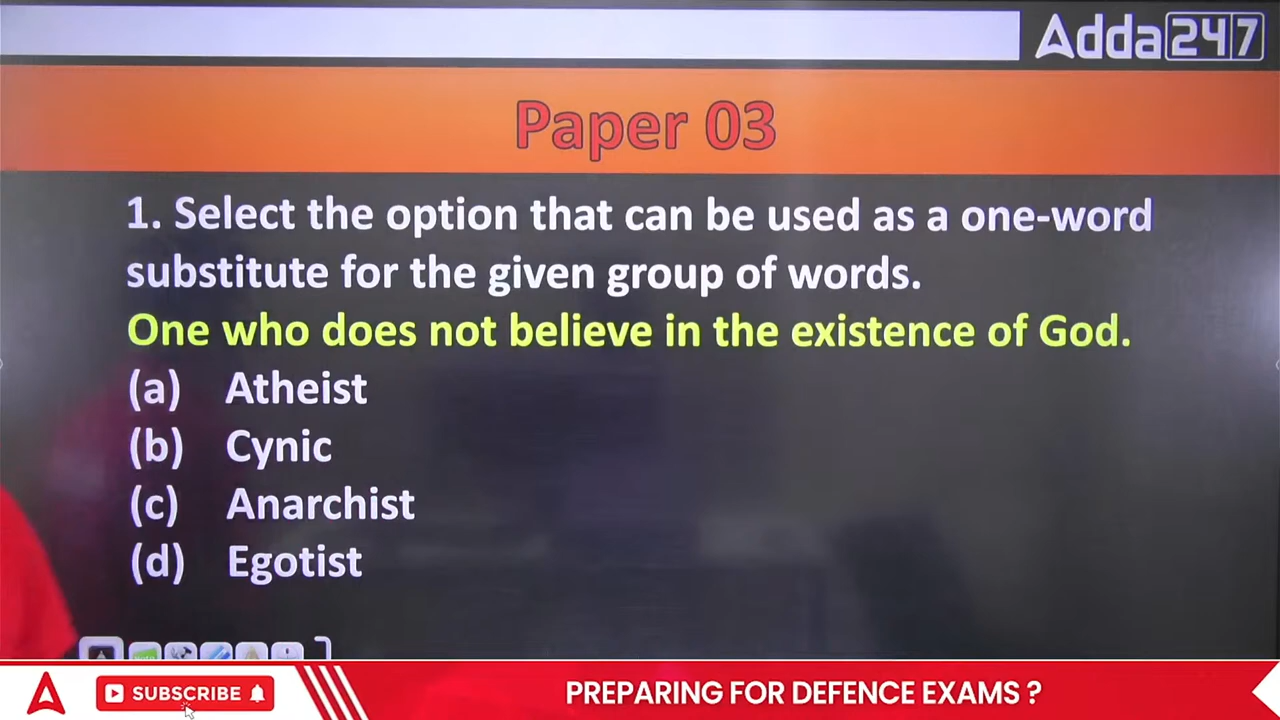 Adda247
Paper 03
1. Select the option that can be used as a one-word
substitute for the given group of words.
One who does not believe in the existence of God.
(a) Atheist
(b) Cynic
(c) Anarchist
(d) Egotist
SUBSCRIBE
PREPARING FOR DEFENCE EXAMS ?